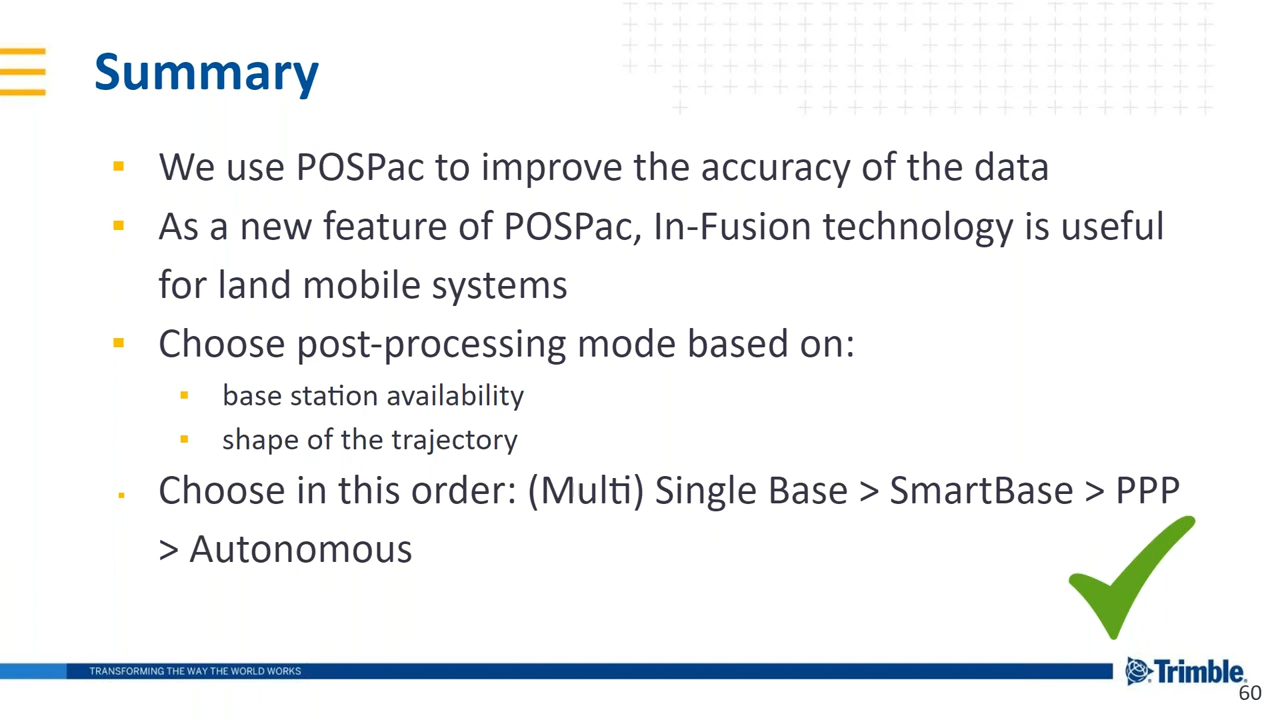 Summary
▪ We use POSPac to improve the accuracy of the data
▪ As a new feature of POSPac, In-Fusion technology is useful
for land mobile systems
▪ Choose post-processing mode based on:
▪ base station availability
▪ shape of the trajectory
▪ Choose in this order: (Multi) Single Base > SmartBase > PPP
> Autonomous
TRANSFORMING THE WAY THE WORLD WORKS
Trimble.
60